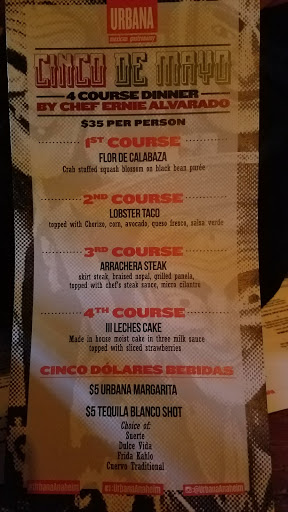 URBANA
mexican gastronomy
CINCO DE MAYO
4 COURSE DINNER
BY CHEF ERNIE ALVARADO
$35 PER PERSON
1ST COURSE
FLOR DE CALABAZA
Crab stuffed squash blossom on black bean purée
2ND COURSE
LOBSTER TACO
topped with Chorizo, corn, avocado, queso fresco, salsa verde
3RD COURSE
ARRACHERA STEAK
skirt steak, braised nopal, grilled panela,
topped with chef's steak sauce, micro cilantro
4TH COURSE
III LECHES CAKE
Made in house moist cake in three milk sauce
topped with sliced strawberries
CINCO DÓLARES BEBIDAS
$5 URBANA MARGARITA
$5 TEQUILA BLANCO SHOT
Choice of:
Suerte
Dulce Vida
Frida Kahlo
Cuervo Traditional
@UrbanaAnaheim